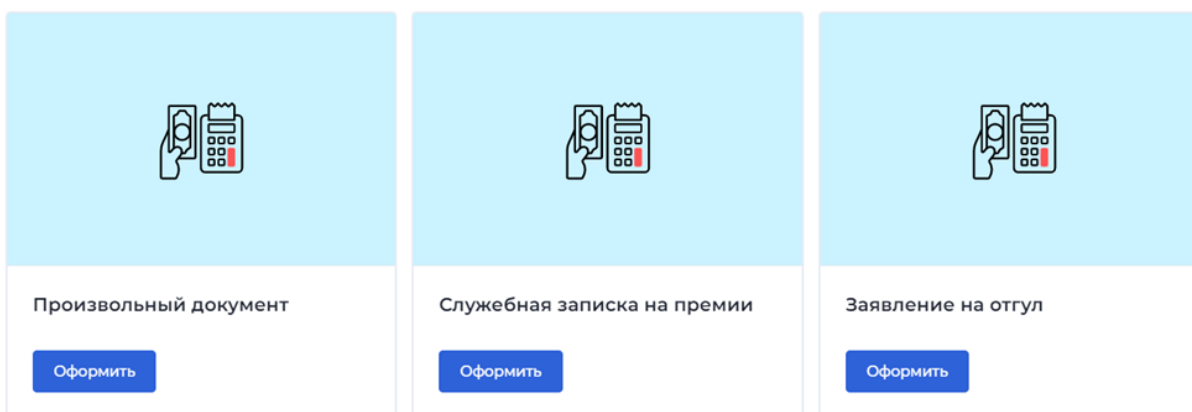 Произвольный документ
Служебная записка на премии
Заявление на отгул
Оформить
Оформить
Оформить